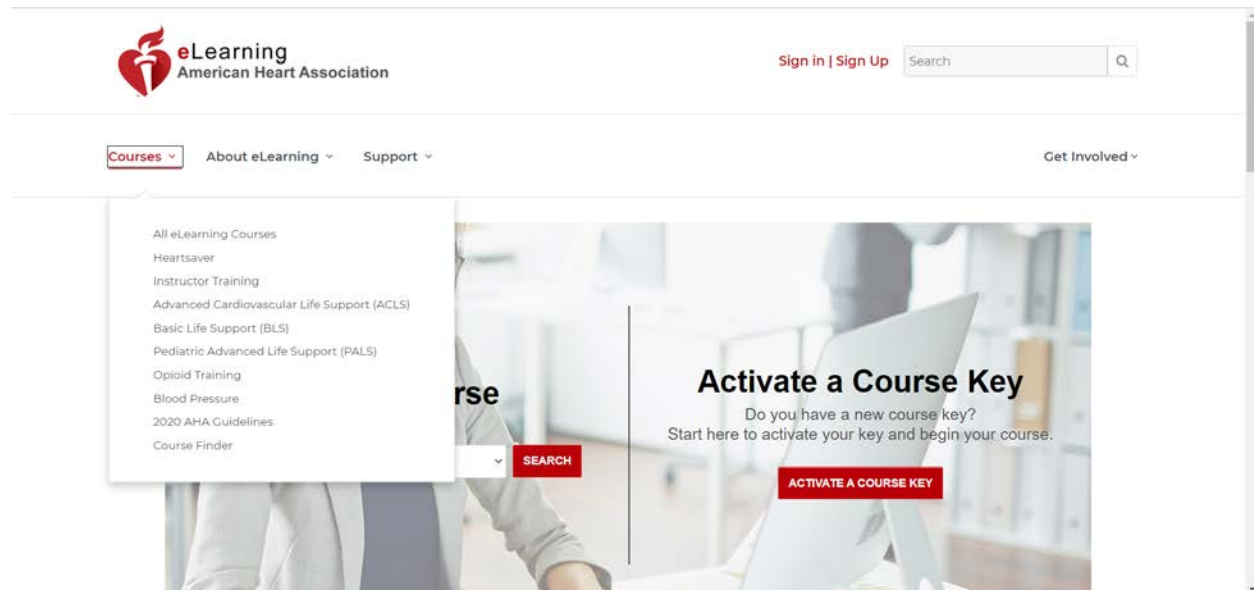 eLearning
American Heart Association
Sign in | Sign Up
Search
Courses
About eLearning
Support
Get Involved
All eLearning Courses
Heartsaver
Instructor Training
Advanced Cardiovascular Life Support (ACLS)
Basic Life Support (BLS)
Pediatric Advanced Life Support (PALS)
Opioid Training
Blood Pressure
2020 AHA Guidelines
Course Finder
rse
SEARCH
Activate a Course Key
Do you have a new course key?
Start here to activate your key and begin your course.
ACTIVATE A COURSE KEY